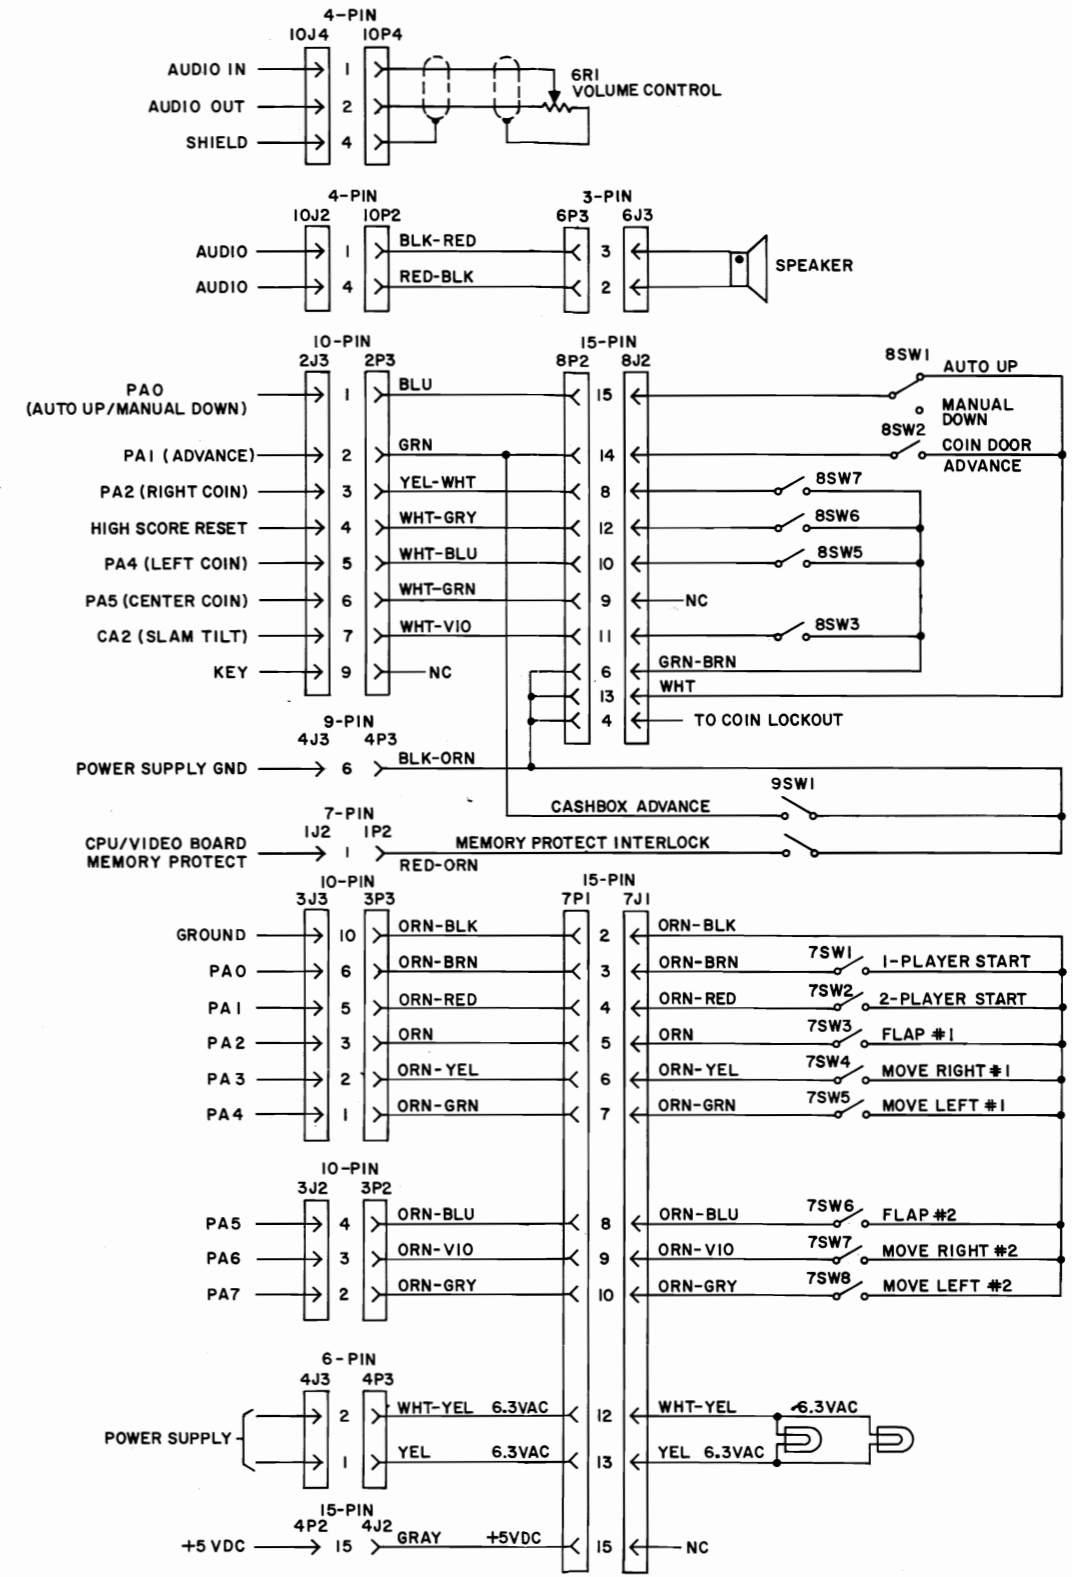 4-PIN
10J4 10P4
AUDIO IN 1
6R1
VOLUME CONTROL
AUDIO OUT 2
SHIELD 4
4-PIN 3-PIN
10J2 10P2 6P3 6J3
AUDIO 1 BLK-RED 3
SPEAKER
AUDIO 4 RED-BLK 2
10-PIN 15-PIN
2J3 2P3 8P2 8J2 8SW1
AUTO UP
PA0 1 BLU 15
(AUTO UP/MANUAL DOWN)
MANUAL
DOWN
8SW2
PA1 (ADVANCE) 2 GRN 14 COIN DOOR
ADVANCE
PA2 (RIGHT COIN) 3 YEL-WHT 8 8SW7
HIGH SCORE RESET 4 WHT-GRY 12 8SW6
PA4 (LEFT COIN) 5 WHT-BLU 10 8SW5
PA5 (CENTER COIN) 6 WHT-GRN 9 NC
CA2 (SLAM TILT) 7 WHT-VIO 11 8SW3
KEY 9 NC 6 GRN-BRN
13 WHT
4 TO COIN LOCKOUT
9-PIN
4J3 4P3
POWER SUPPLY GND 6 BLK-ORN
9SW1
CASHBOX ADVANCE
7-PIN
1J2 1P2
CPU/VIDEO BOARD
MEMORY PROTECT 1 MEMORY PROTECT INTERLOCK
RED-ORN
10-PIN 15-PIN
3J3 3P3 7P1 7J1
GROUND 10 ORN-BLK 2 ORN-BLK
PA0 6 ORN-BRN 3 ORN-BRN 7SW1 1-PLAYER START
PA1 5 ORN-RED 4 ORN-RED 7SW2 2-PLAYER START
PA2 3 ORN 5 ORN 7SW3 FLAP #1
PA3 2 ORN-YEL 6 ORN-YEL 7SW4 MOVE RIGHT #1
PA4 1 ORN-GRN 7 ORN-GRN 7SW5 MOVE LEFT #1
10-PIN
3J2 3P2
PA5 4 ORN-BLU 8 ORN-BLU 7SW6 FLAP #2
PA6 3 ORN-VIO 9 ORN-VIO 7SW7 MOVE RIGHT #2
PA7 2 ORN-GRY 10 ORN-GRY 7SW8 MOVE LEFT #2
6-PIN
4J3 4P3
2 WHT-YEL 6.3VAC 12 WHT-YEL 6.3VAC
POWER SUPPLY
1 YEL 6.3VAC 13 YEL 6.3VAC
15-PIN
4P2 4J2
+5VDC 15 GRAY +5VDC 15 NC